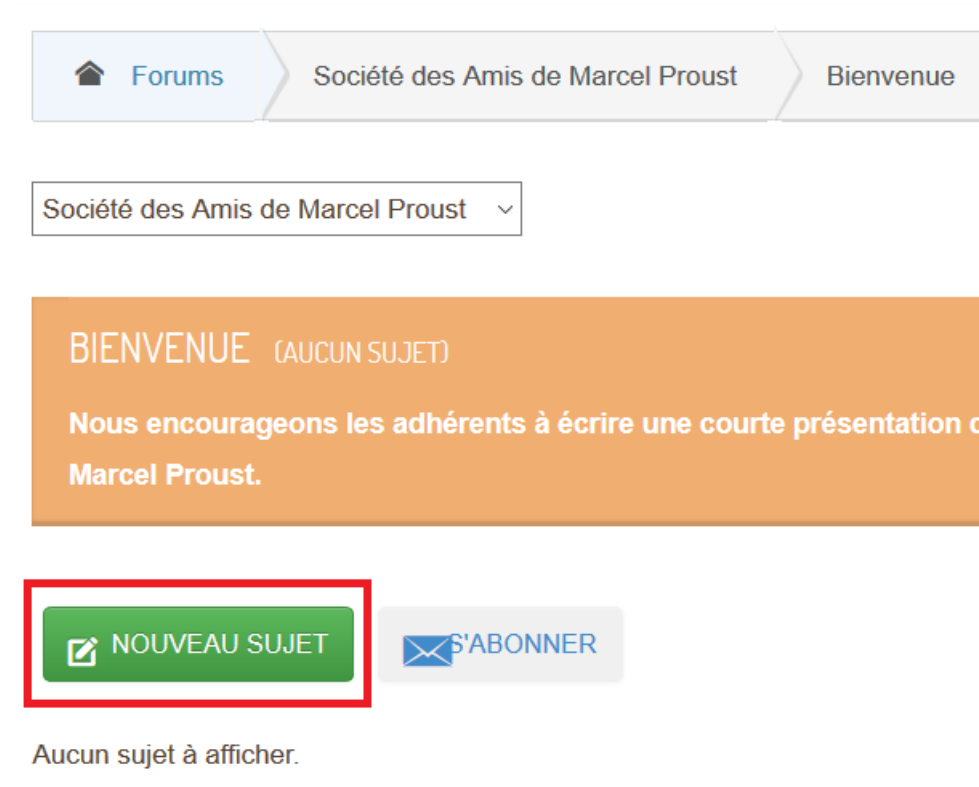 Forums Société des Amis de Marcel Proust Bienvenue
Société des Amis de Marcel Proust
BIENVENUE (AUCUN SUJET)
Nous encourageons les adhérents à écrire une courte présentation
Marcel Proust.
NOUVEAU SUJET S'ABONNER
Aucun sujet à afficher.